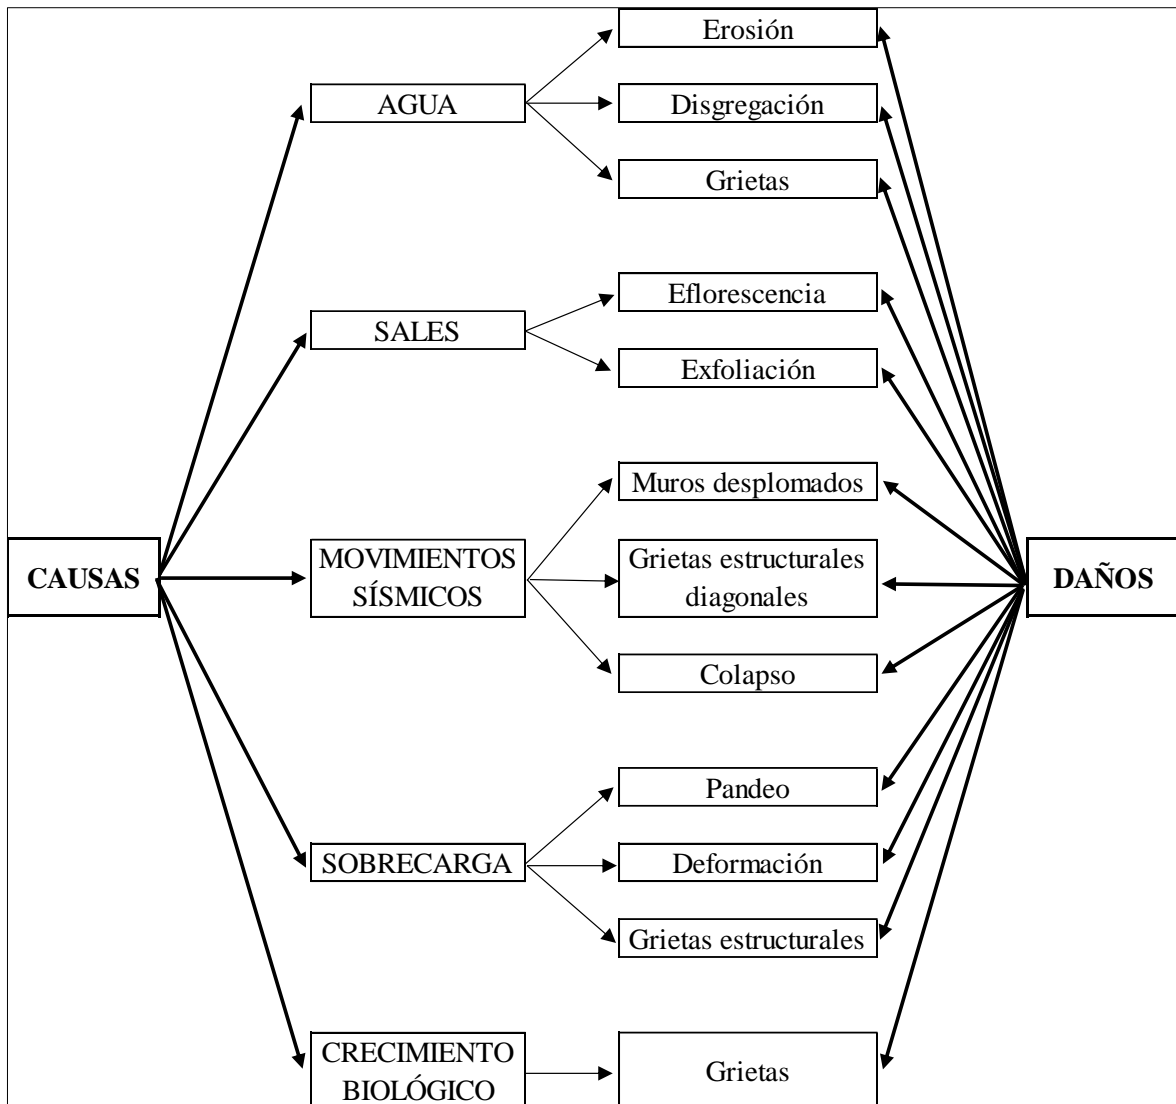 CAUSAS
AGUA
Erosión
Disgregación
Grietas
SALES
Eflorescencia
Exfoliación
MOVIMIENTOS
SÍSMICOS
Muros desplomados
Grietas estructurales
diagonales
Colapso
SOBRECARGA
Pandeo
Deformación
Grietas estructurales
CRECIMIENTO
BIOLÓGICO
Grietas
DAÑOS